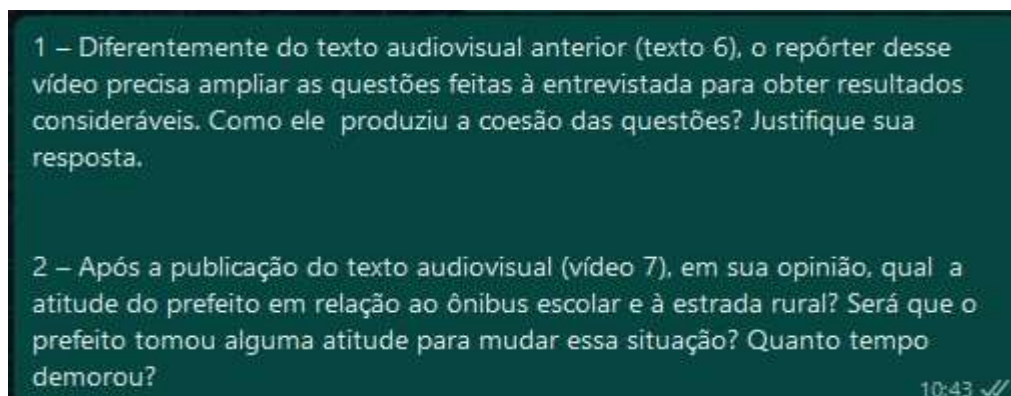 1 – Diferentemente do texto audiovisual anterior (texto 6), o repórter desse
vídeo precisa ampliar as questões feitas à entrevistada para obter resultados
consideráveis. Como ele  produziu a coesão das questões? Justifique sua
resposta.
2 – Após a publicação do texto audiovisual (vídeo 7), em sua opinião, qual  a
atitude do prefeito em relação ao ônibus escolar e à estrada rural? Será que o
prefeito tomou alguma atitude para mudar essa situação? Quanto tempo
demorou?
10:43